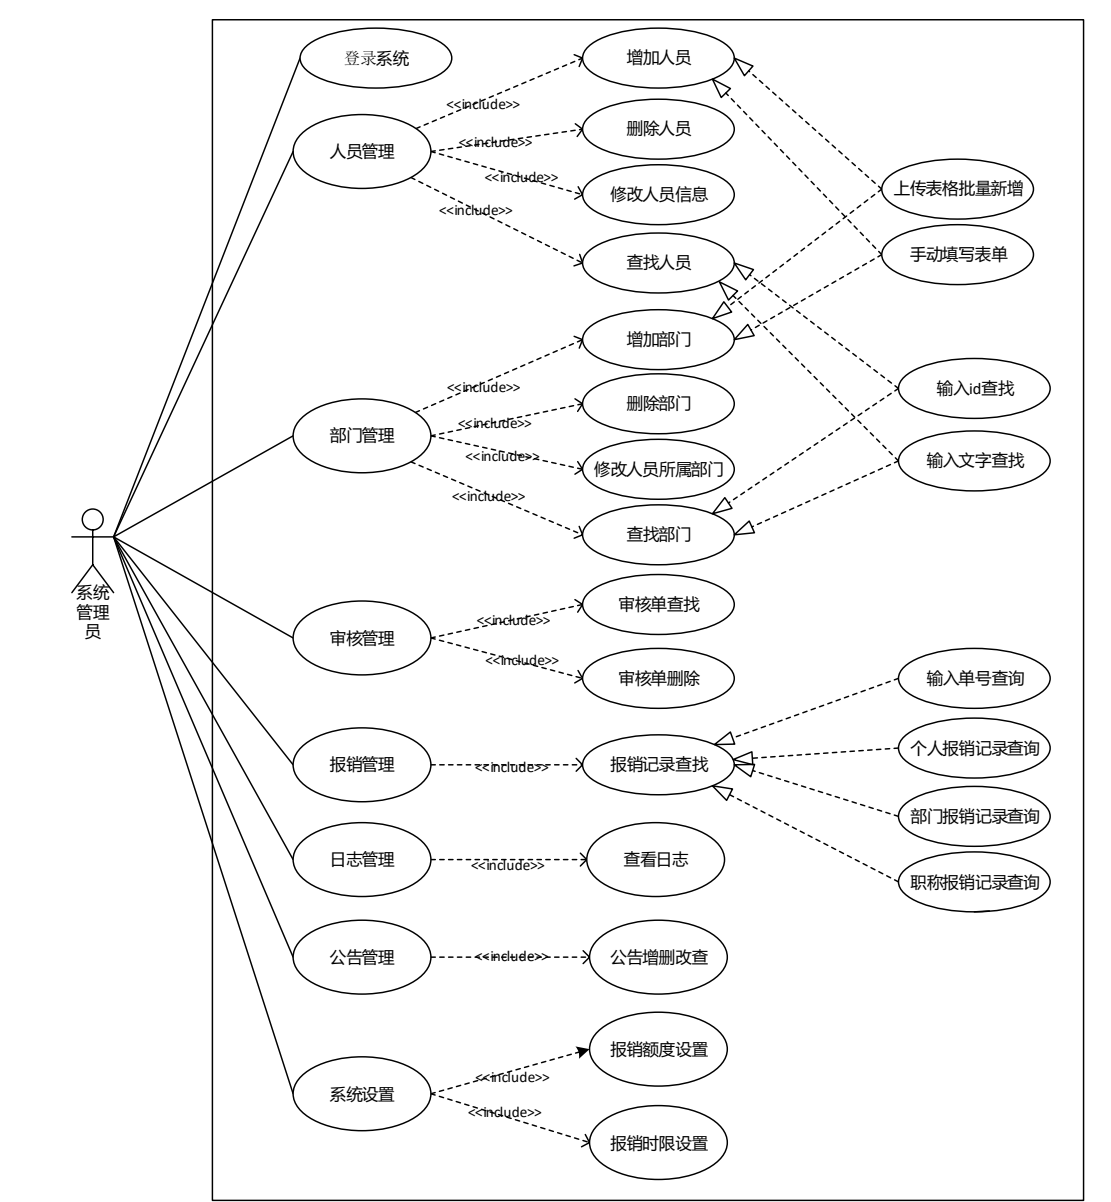 登录系统
人员管理
<<include>>
<<include>>
<<include>>
<<include>>
增加人员
删除人员
修改人员信息
查找人员
上传表格批量新增
手动填写表单
部门管理
<<include>>
<<include>>
<<include>>
<<include>>
增加部门
删除部门
修改人员所属部门
查找部门
输入id查找
输入文字查找
系统
管理
员
审核管理
<<include>>
<<include>>
审核单查找
审核单删除
报销管理
<<include>>
报销记录查找
输入单号查询
个人报销记录查询
部门报销记录查询
职称报销记录查询
日志管理
<<include>>
查看日志
公告管理
<<include>>
公告增删改查
系统设置
<<include>>
<<include>>
报销额度设置
报销时限设置